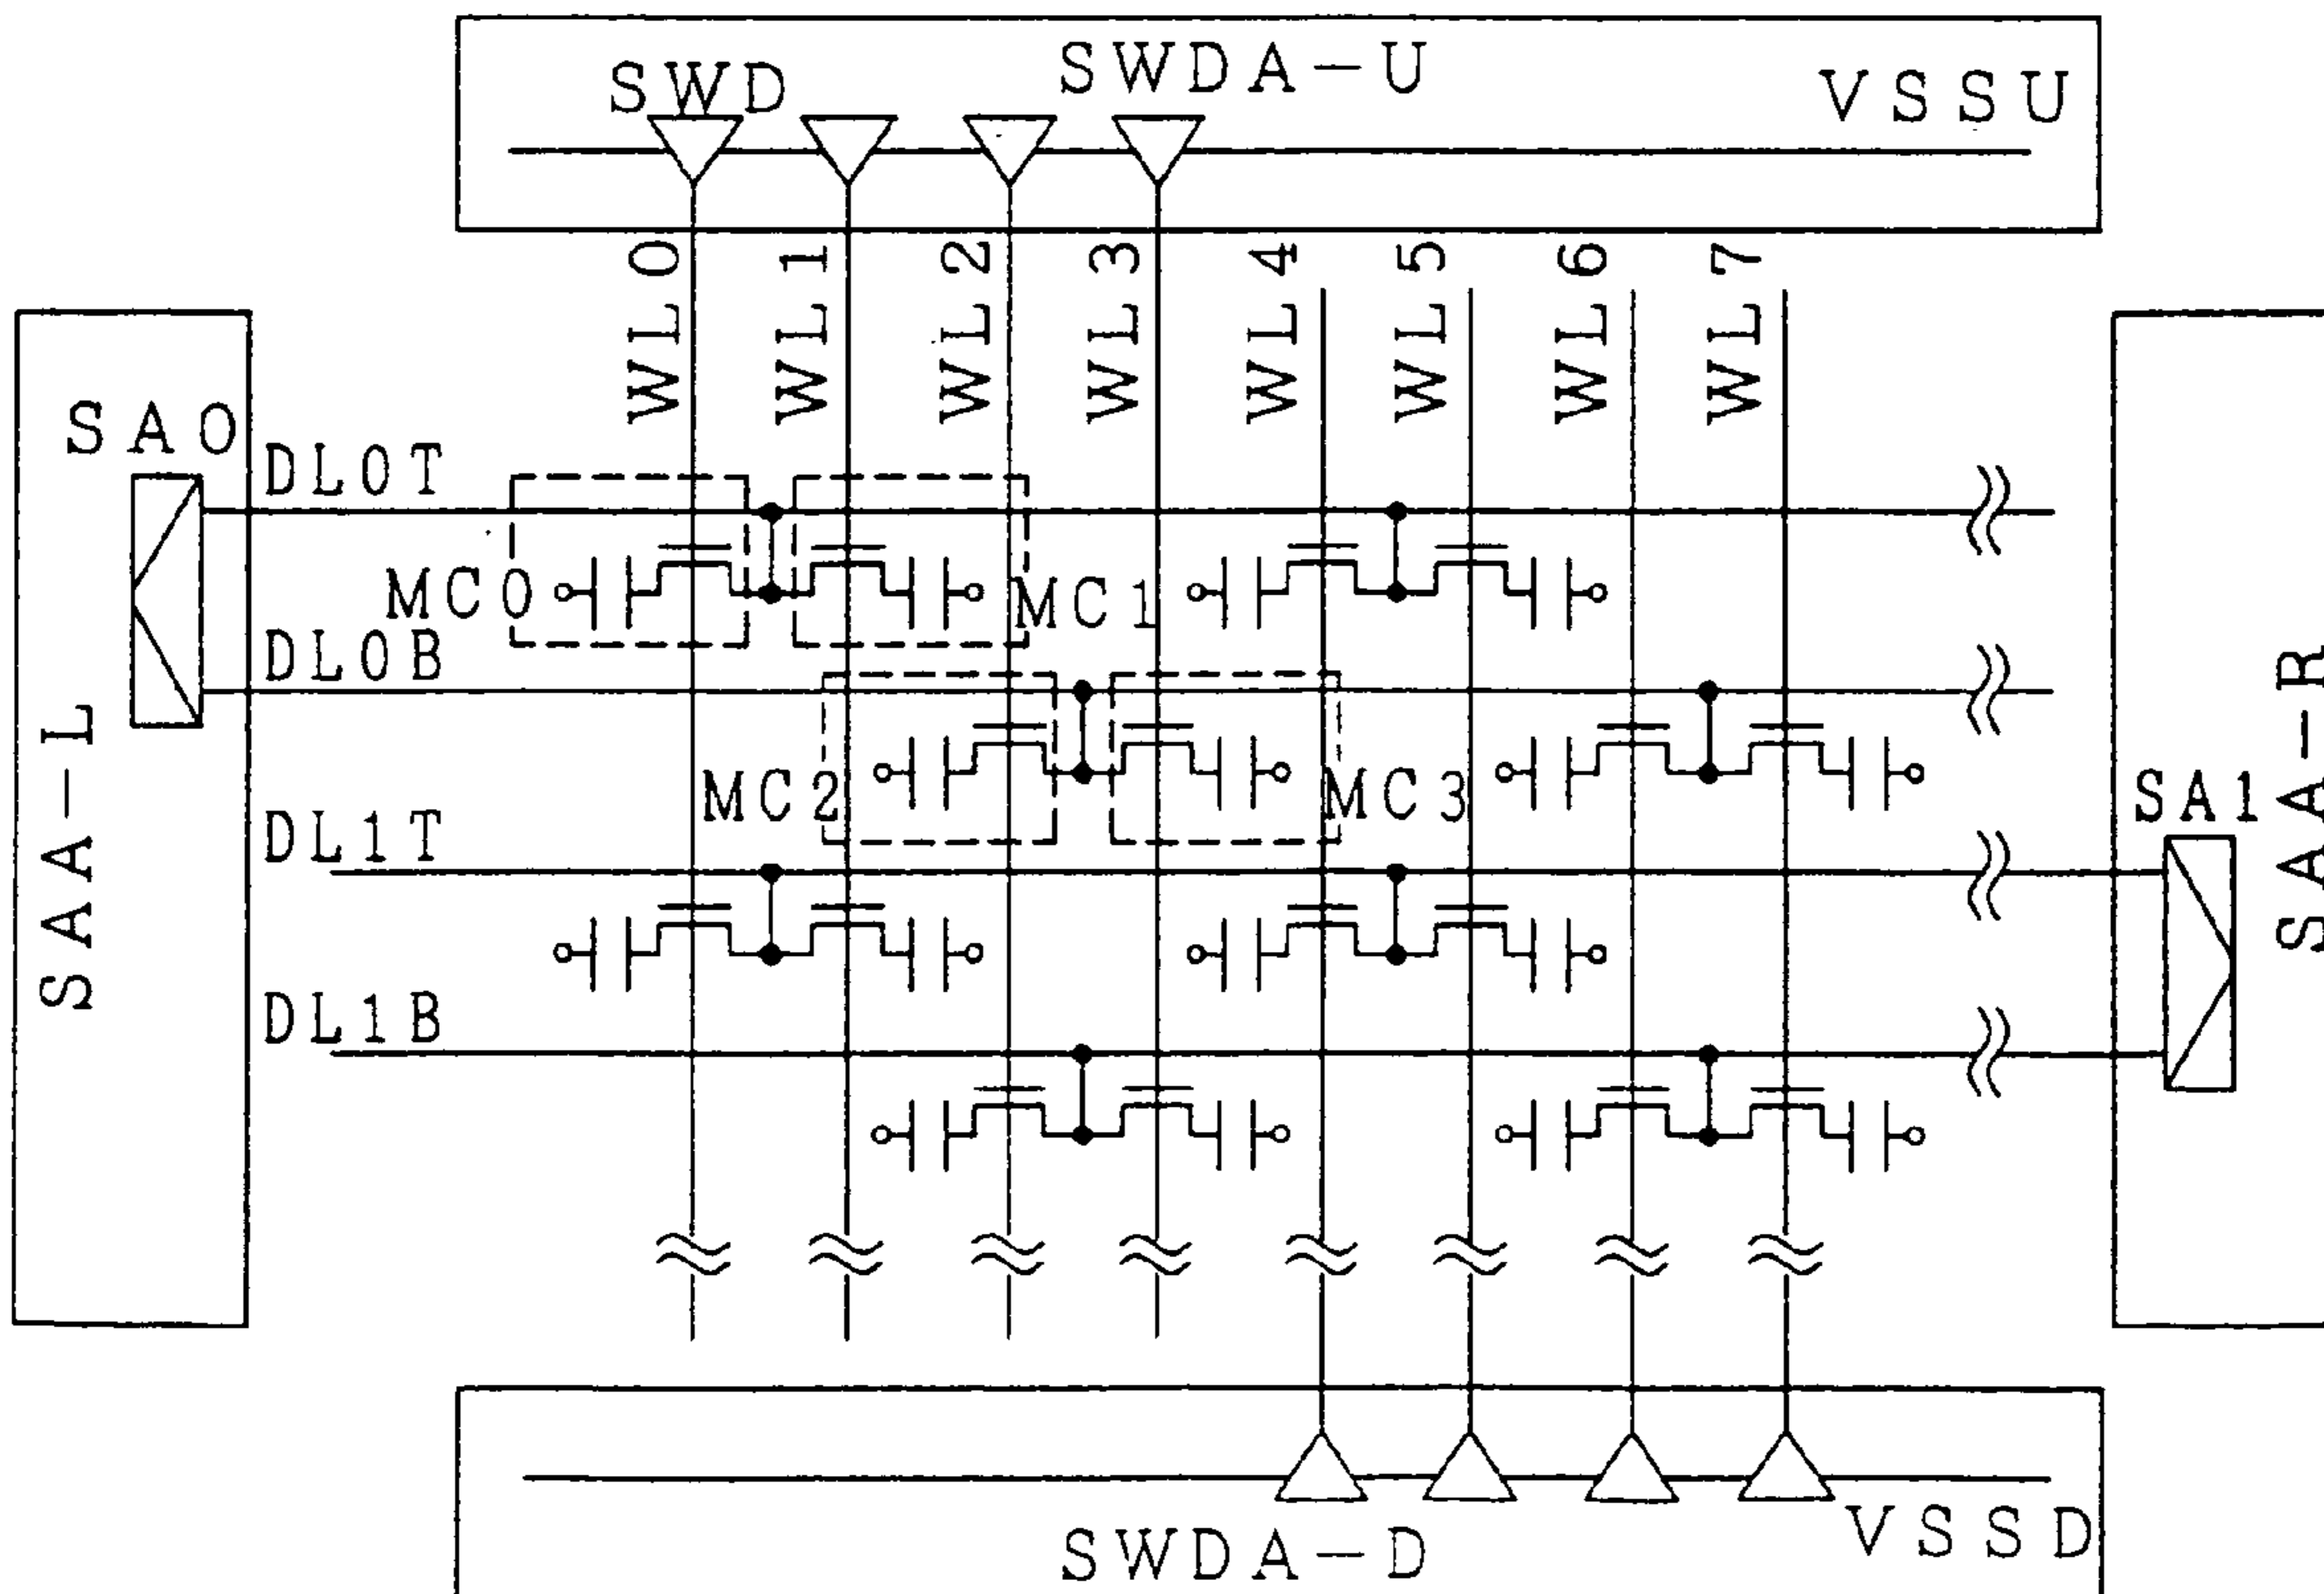 SWD
SWDA-U
VSSU
WL0
WL1
WL2
WL3
WL4
WL5
WL6
WL7
SA0
DL0T
MC0
MC1
DL0B
SAA-L
MC2
MC3
SA1
SAA-R
DL1T
DL1B
VSSD
SWDA-D